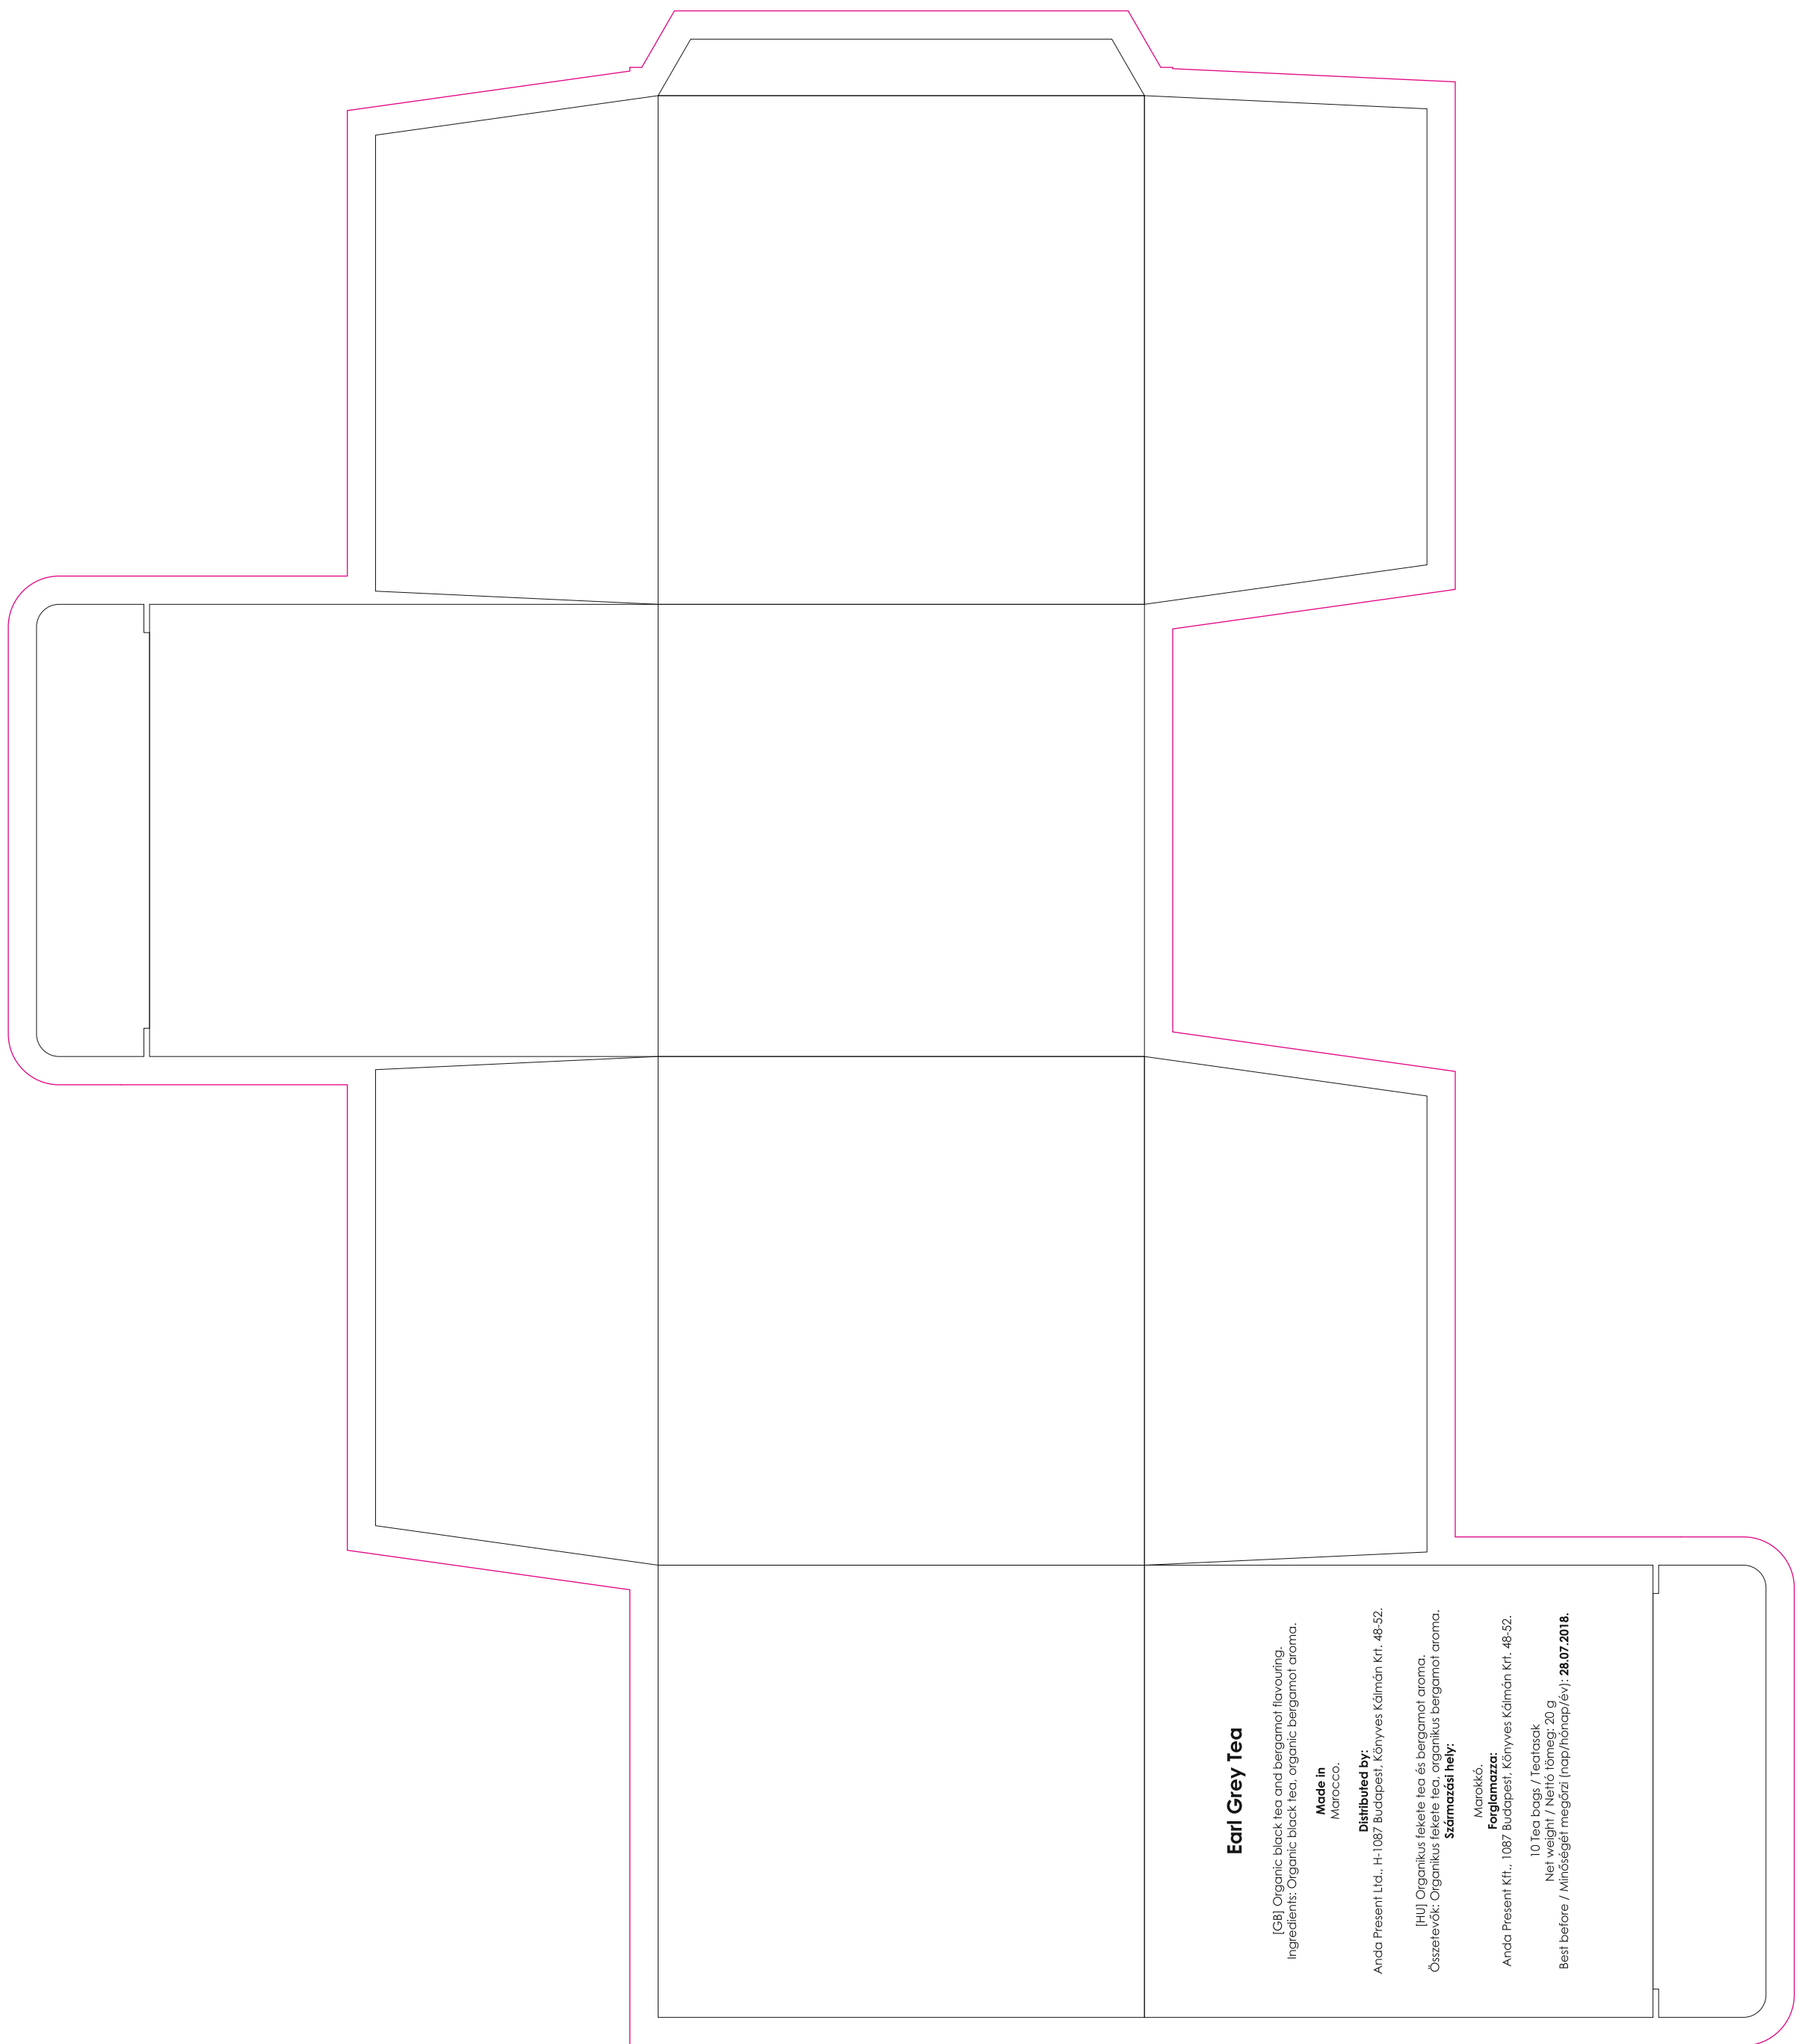 Earl Grey Tea
[GB] Organic black tea and bergamot flavouring.
Ingredients: Organic black tea, organic bergamot aroma.
Made in
Marocco.
Distributed by:
Anda Present Ltd., H-1087 Budapest, Könyves Kálmán Krt. 48-52.
[HU] Organikus fekete tea és bergamot aroma.
Összetevők: Organikus fekete tea, organikus bergamot aroma.
Származási hely:
Marokkó.
Forglamazza:
Anda Present Kft., 1087 Budapest, Könyves Kálmán Krt. 48-52.
10 Tea bags / Teatasak
Net weight / Nettó tömeg: 20 g
Best before / Minőségét megőrzi (nap/hónap/év): 28.07.2018.